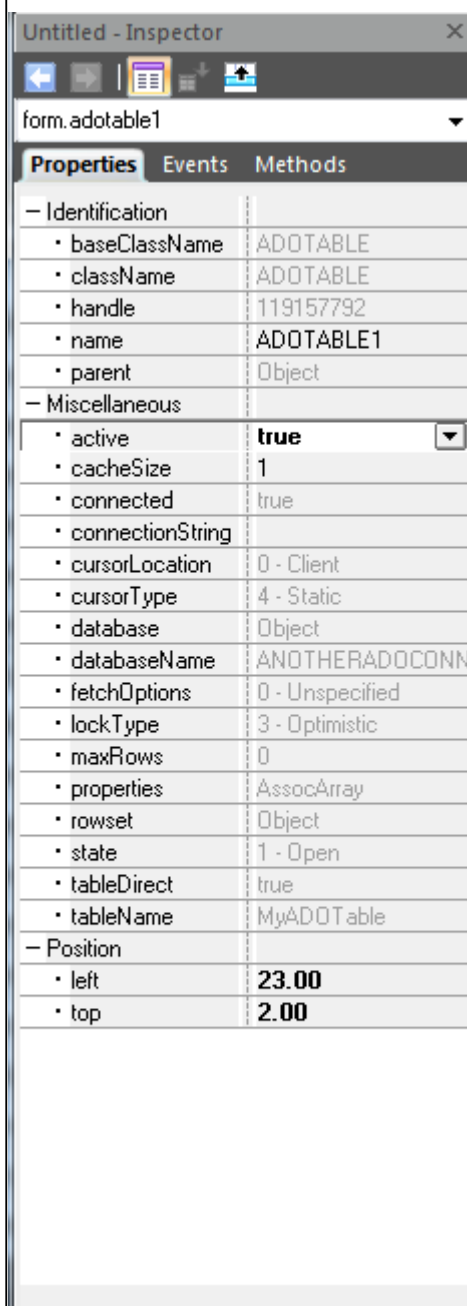 Untitled - Inspector
form.adotable1
Properties Events Methods
Identification
baseClassName ADOTABLE
className ADOTABLE
handle 119157792
name ADOTABLE1
parent Object
Miscellaneous
active true
cacheSize 1
connected true
connectionString
cursorLocation 0 - Client
cursorType 4 - Static
database Object
databaseName ANOTHERADOCONN
fetchOptions 0 - Unspecified
lockType 3 - Optimistic
maxRows 0
properties AssocArray
rowset Object
state 1 - Open
tableDirect true
tableName MyADOTable
Position
left 23.00
top 2.00